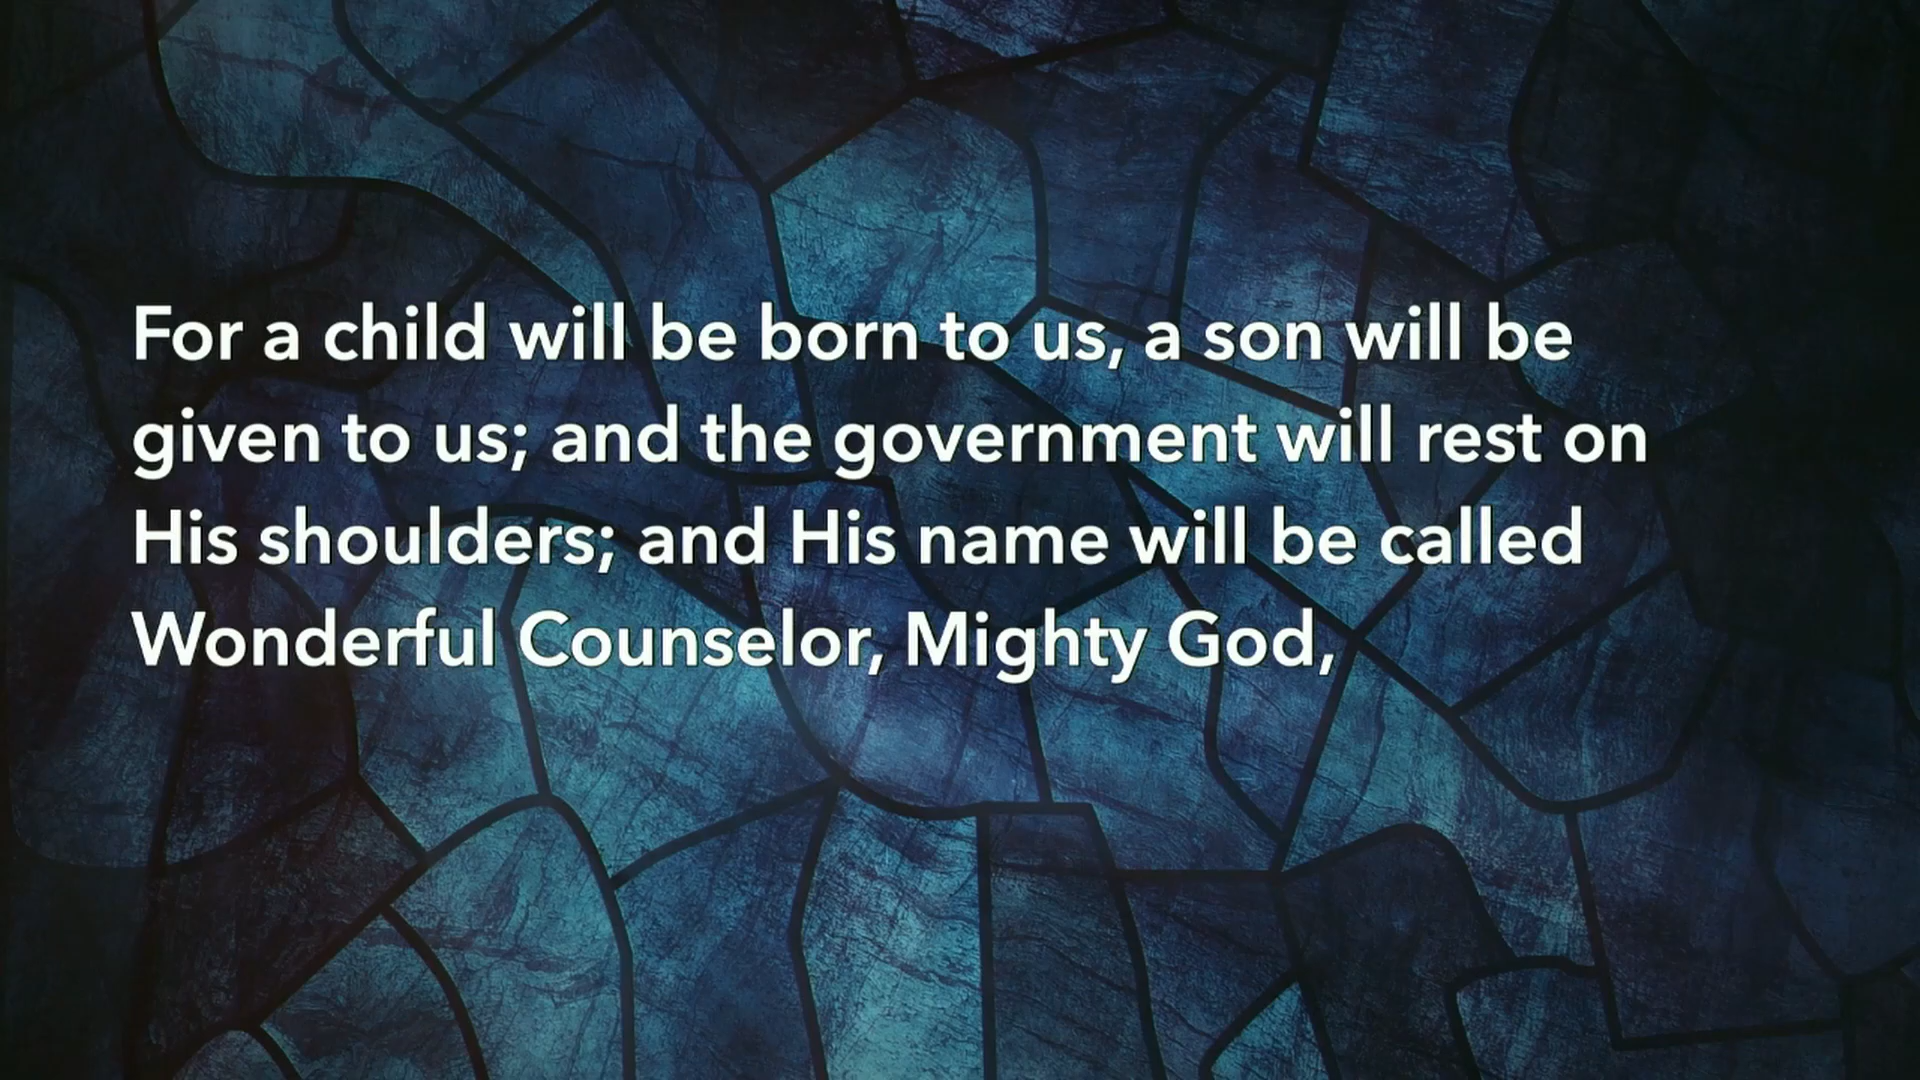 For a child will be born to us, a son will be
given to us; and the government will rest on
His shoulders; and His name will be called
Wonderful Counselor, Mighty God,